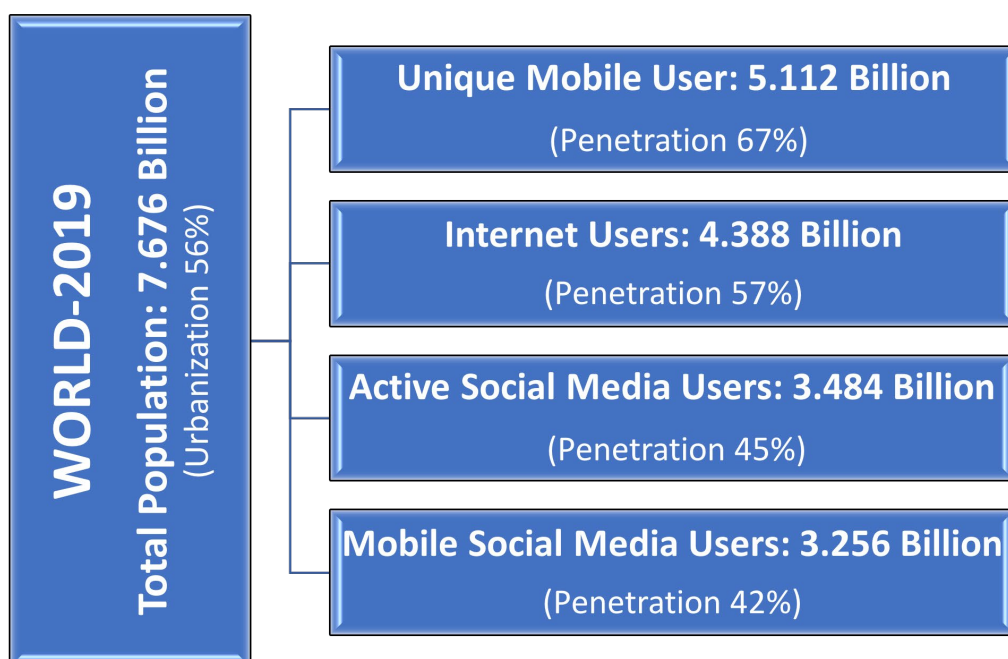 WORLD-2019
Total Population: 7.676 Billion
(Urbanization 56%)
Unique Mobile User: 5.112 Billion
(Penetration 67%)
Internet Users: 4.388 Billion
(Penetration 57%)
Active Social Media Users: 3.484 Billion
(Penetration 45%)
Mobile Social Media Users: 3.256 Billion
(Penetration 42%)